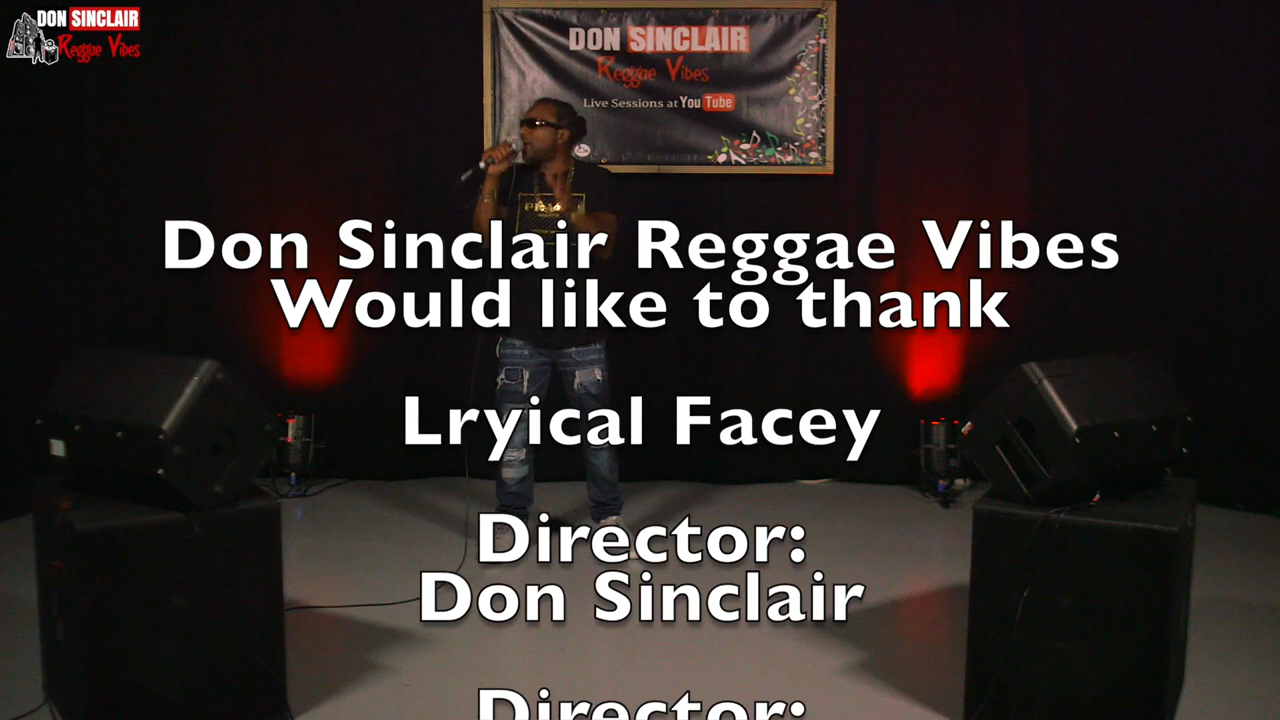 DON SINCLAIR
Reggae Vibes
DON SINCLAIR
Reggae Vibes
Live Sessions at YouTube
Don Sinclair Reggae Vibes
Would like to thank
Lryical Facey
Director:
Don Sinclair
Director: